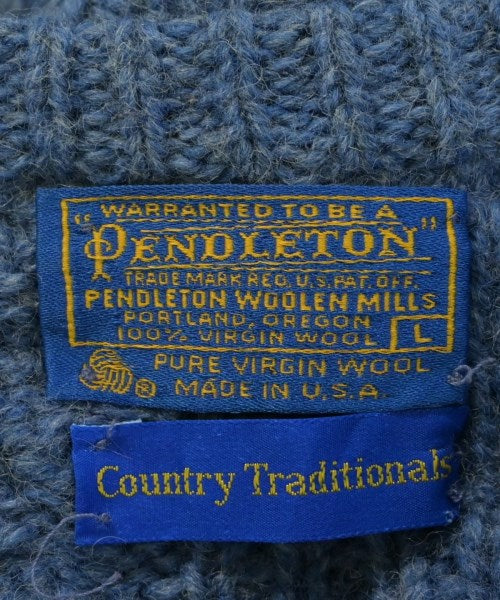 WARRANTED TO BE A
"PENDLETON"
TRADE MARK REG. U.S. PAT. OFF.
PENDLETON WOOLEN MILLS
PORTLAND, OREGON
100% VIRGIN WOOL L
PURE VIRGIN WOOL
® MADE IN U.S.A.
Country Traditionals